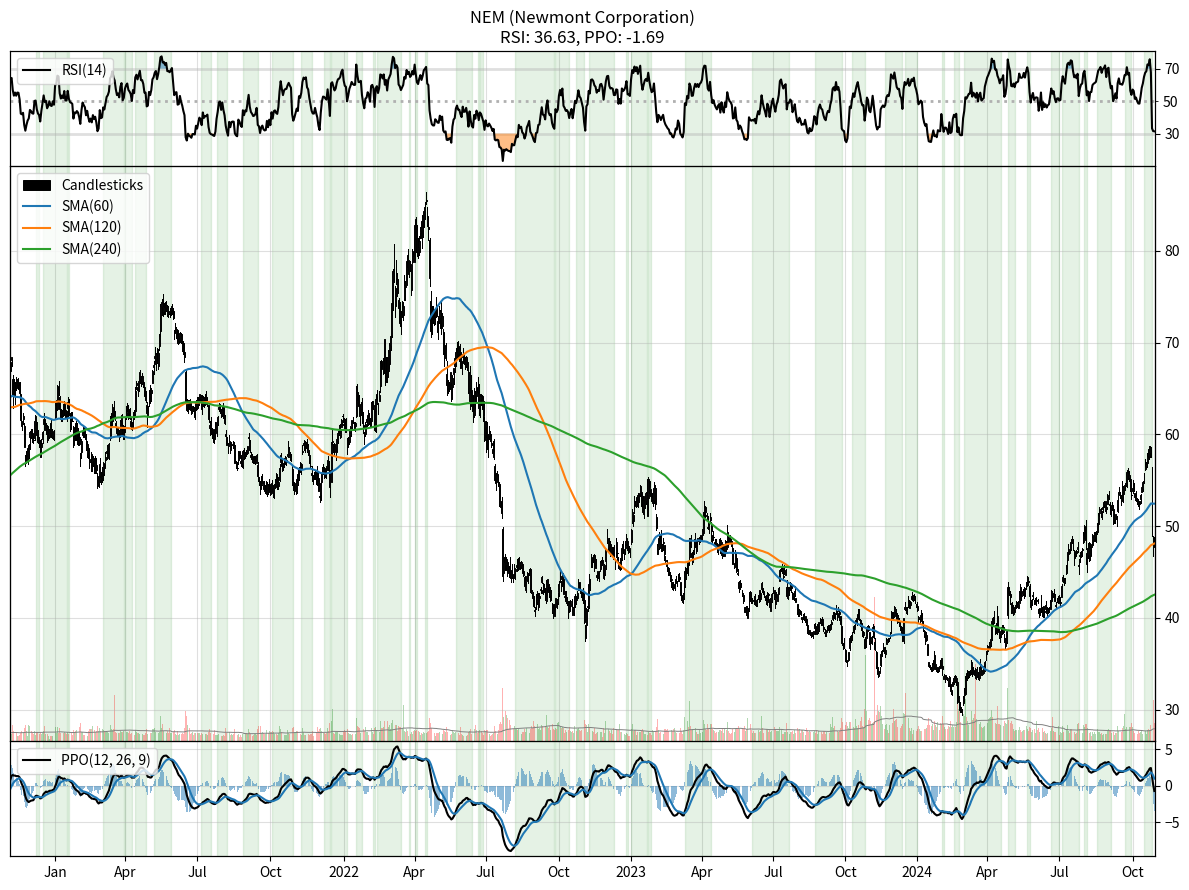 NEM (Newmont Corporation)
RSI: 36.63, PPO: -1.69
RSI(14)
70
50
30
Candlesticks
SMA(60)
SMA(120)
SMA(240)
80
70
60
50
40
30
PPO(12, 26, 9)
5
0
−5
Jan Apr Jul Oct 2022 Apr Jul Oct 2023 Apr Jul Oct 2024 Apr Jul Oct